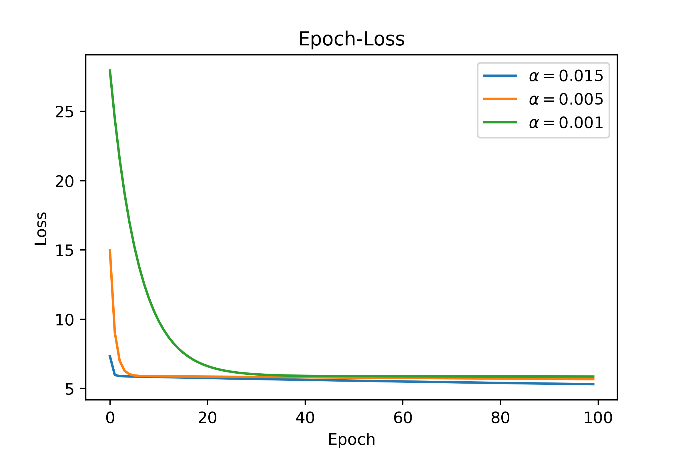 Epoch-Loss
α = 0.015
α = 0.005
α = 0.001
25
20
15
10
5
Loss
0
20
40
60
80
100
Epoch